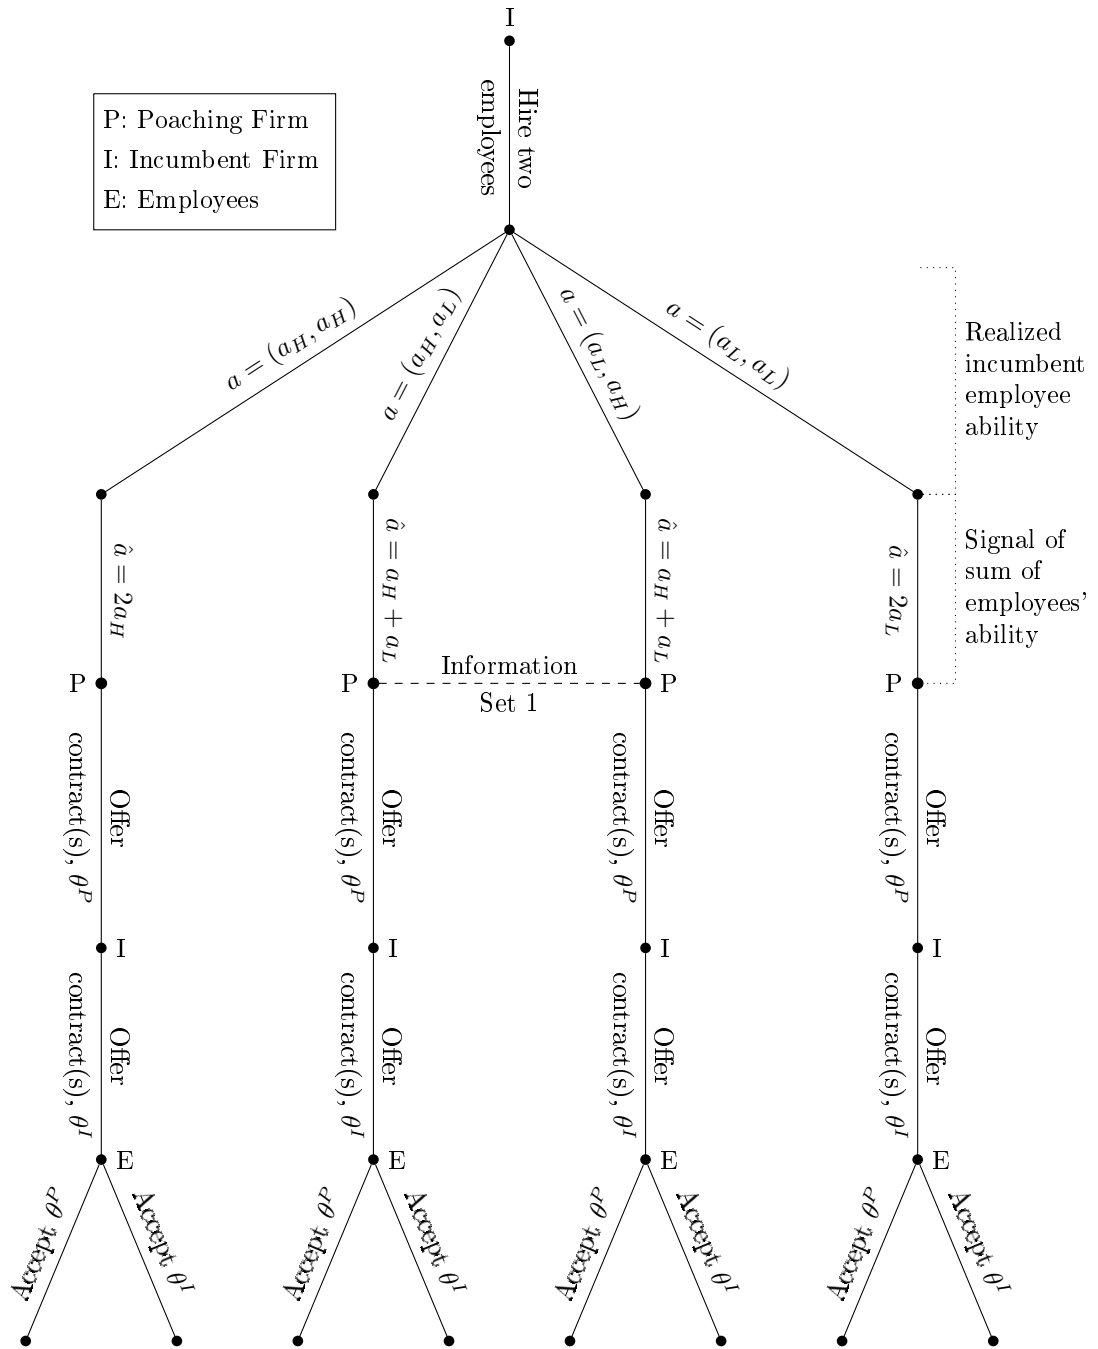 I
Hire two
employees
P: Poaching Firm
I: Incumbent Firm
E: Employees
a = (a_H, a_H)
a = (a_H, a_L)
a = (a_L, a_H)
a = (a_L, a_L)
Realized
incumbent
employee
ability
â = 2a_H
â = a_H + a_L
â = a_H + a_L
â = 2a_L
Signal of
sum of
employees'
ability
P
P
Information
Set 1
P
P
Offer
contract(s), θ^P
Offer
contract(s), θ^P
Offer
contract(s), θ^P
Offer
contract(s), θ^P
I
I
I
I
Offer
contract(s), θ^I
Offer
contract(s), θ^I
Offer
contract(s), θ^I
Offer
contract(s), θ^I
E
E
E
E
Accept θ^P
Accept θ^I
Accept θ^P
Accept θ^I
Accept θ^P
Accept θ^I
Accept θ^P
Accept θ^I